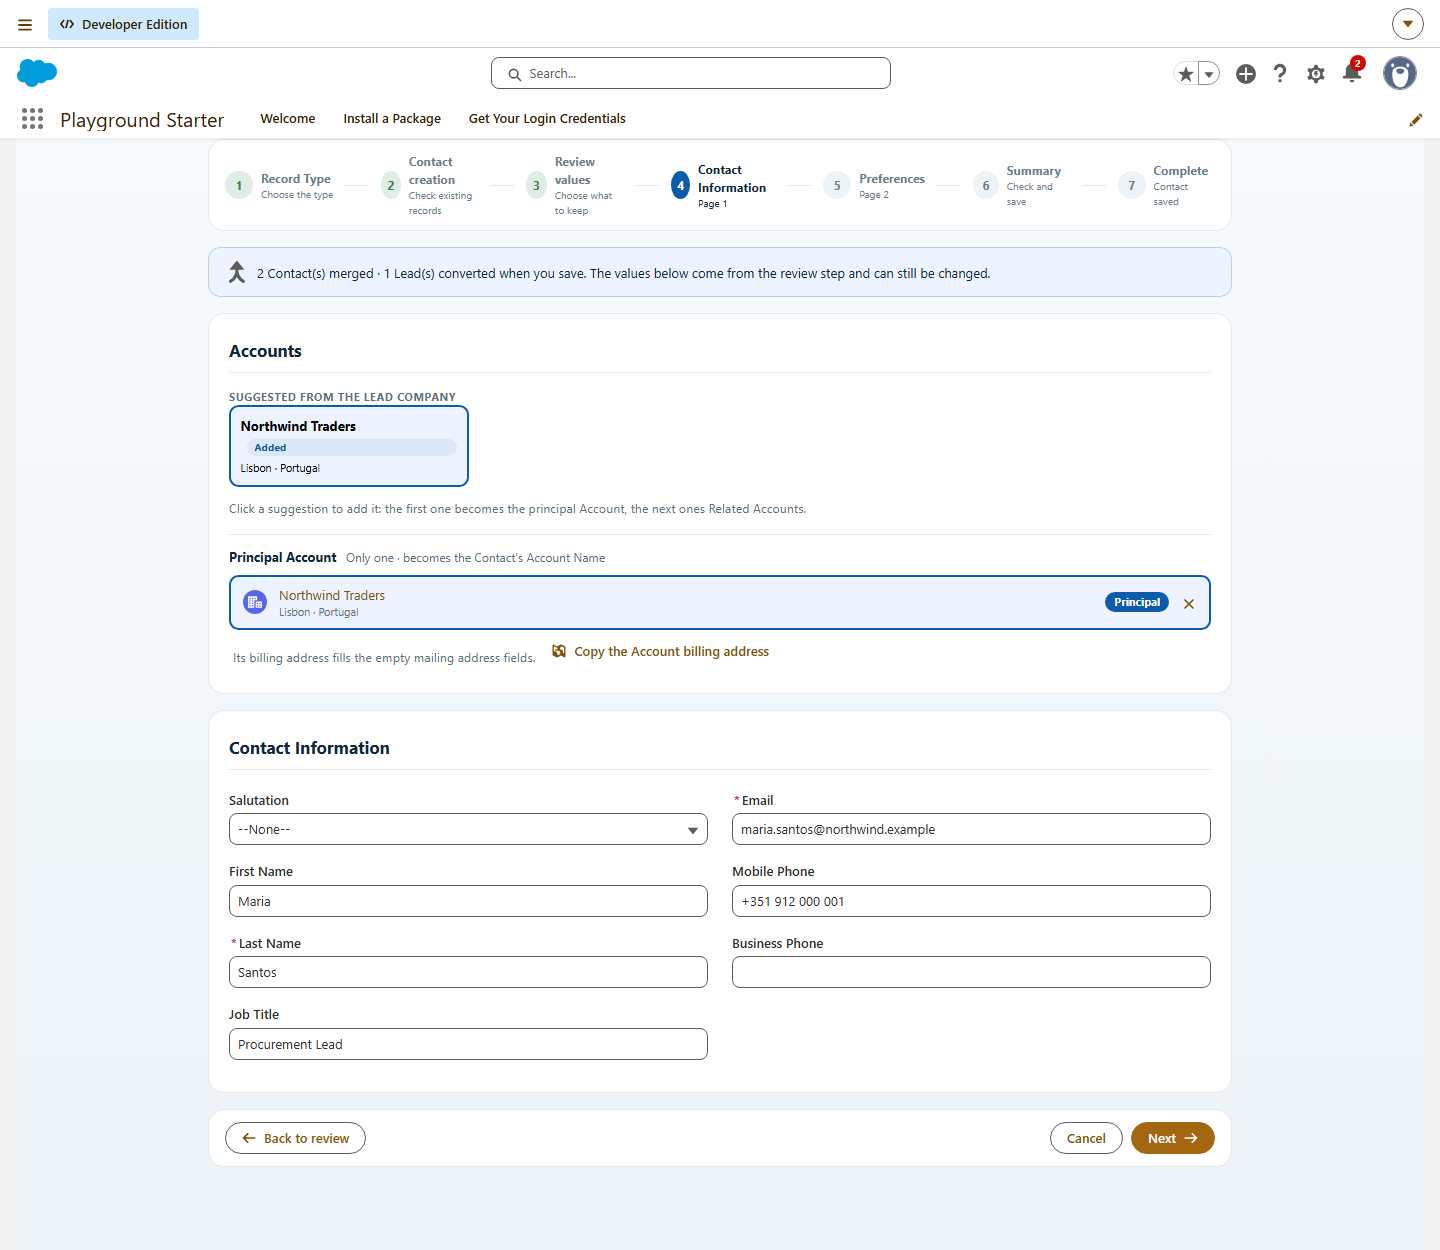 Developer Edition
Search...
2
Playground Starter
Welcome
Install a Package
Get Your Login Credentials
1
Record Type
Choose the type
2
Contact
creation
Check existing
records
3
Review
values
Choose what
to keep
4
Contact
Information
Page 1
5
Preferences
Page 2
6
Summary
Check and
save
7
Complete
Contact
saved
2 Contact(s) merged · 1 Lead(s) converted when you save. The values below come from the review step and can still be changed.
Accounts
SUGGESTED FROM THE LEAD COMPANY
Northwind Traders
Added
Lisbon · Portugal
Click a suggestion to add it: the first one becomes the principal Account, the next ones Related Accounts.
Principal Account Only one · becomes the Contact's Account Name
Northwind Traders
Lisbon · Portugal
Principal
Its billing address fills the empty mailing address fields.
Copy the Account billing address
Contact Information
Salutation
--None--
* Email
maria.santos@northwind.example
First Name
Maria
Mobile Phone
+351 912 000 001
* Last Name
Santos
Business Phone
Job Title
Procurement Lead
Back to review
Cancel
Next